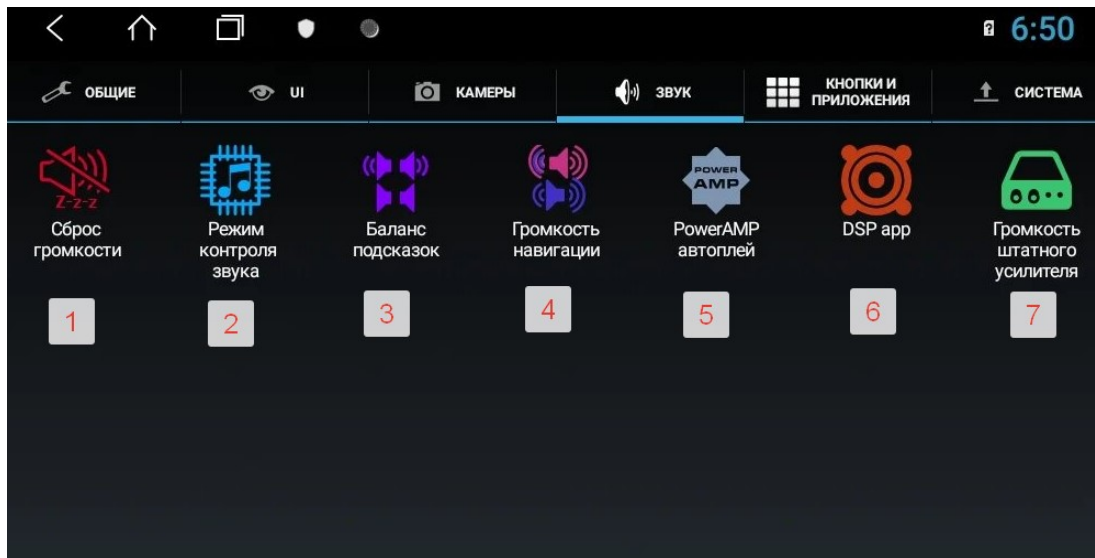 6:50
ОБЩИЕ
UI
КАМЕРЫ
ЗВУК
КНОПКИ И
ПРИЛОЖЕНИЯ
СИСТЕМА
Z-z-z
Сброс
громкости
Режим
контроля
звука
Баланс
подсказок
Громкость
навигации
POWER
AMP
PowerAMP
автоплей
DSP app
Громкость
штатного
усилителя
1
2
3
4
5
6
7